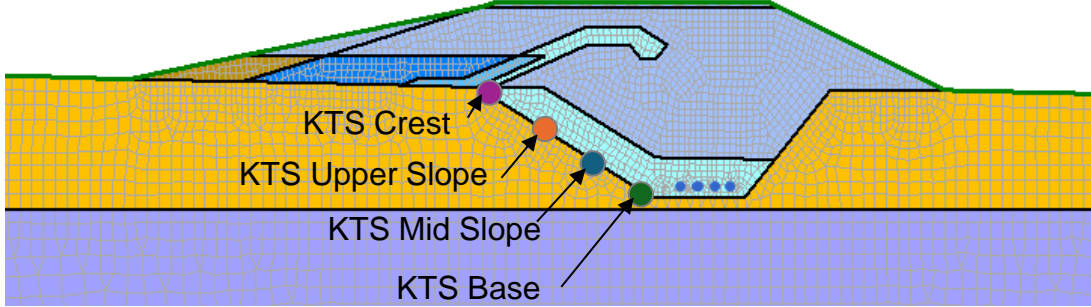 KTS Crest
KTS Upper Slope
KTS Mid Slope
KTS Base